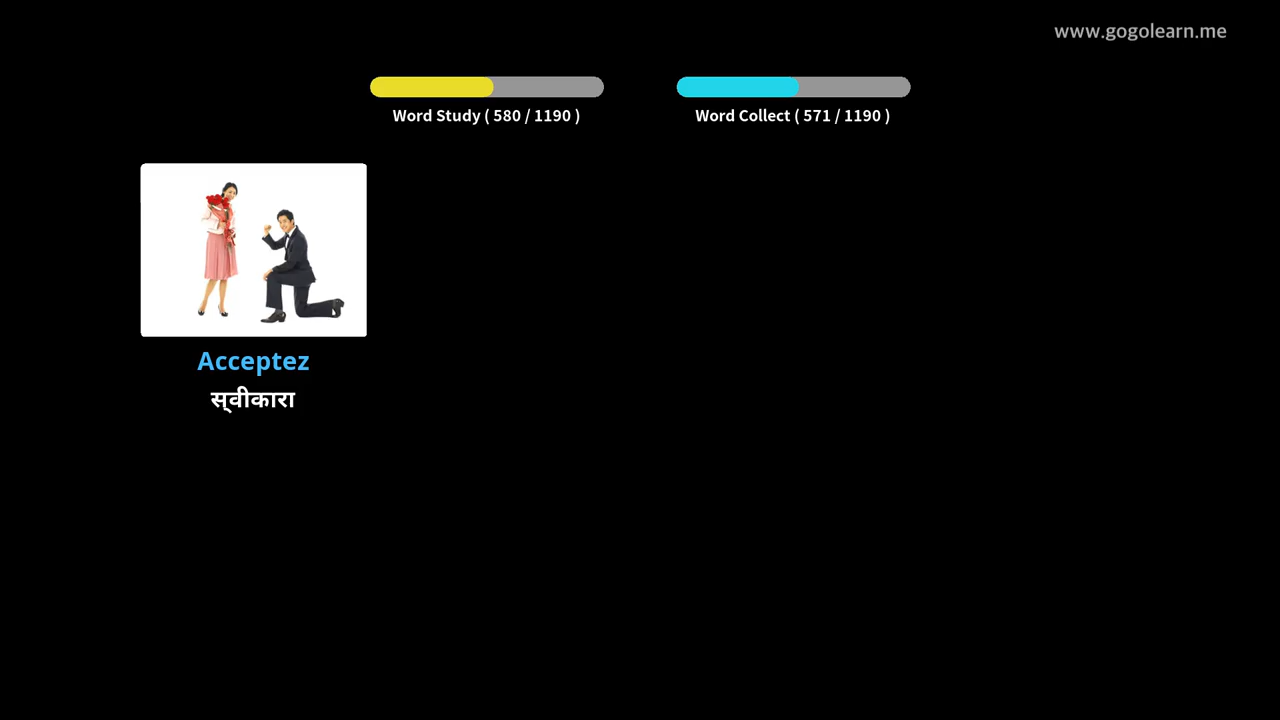 www.gogolearn.me
Word Study ( 580 / 1190 )
Word Collect ( 571 / 1190 )
Acceptez
स्वीकारा